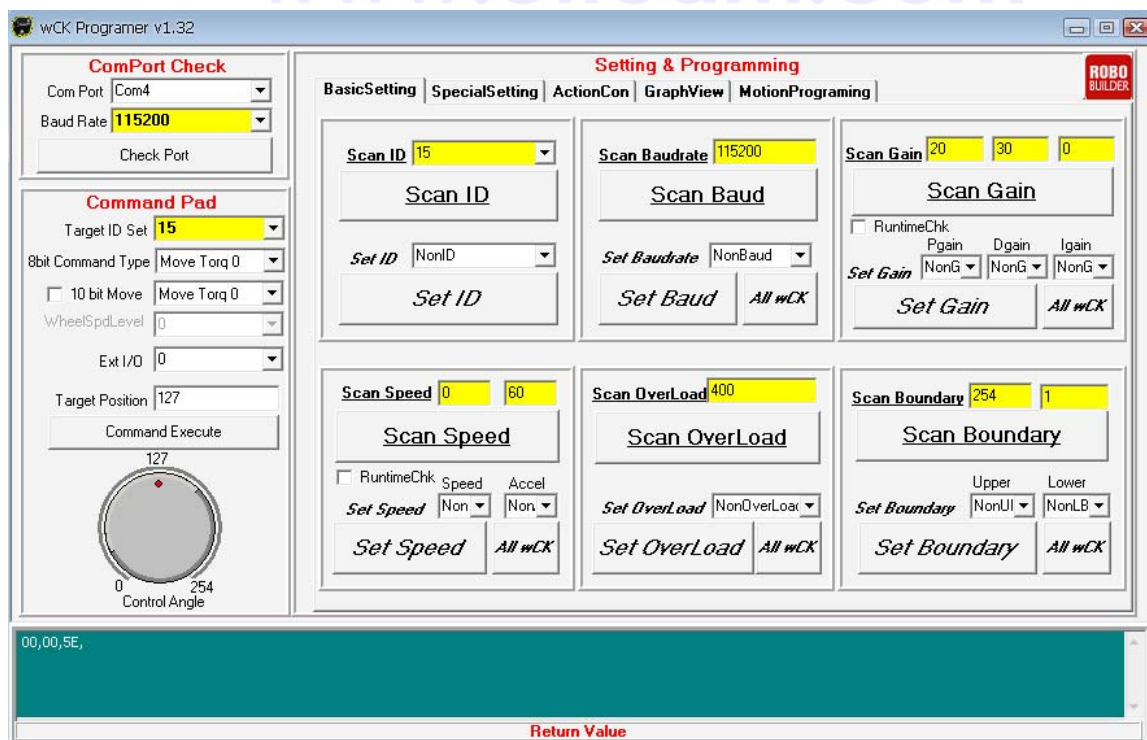 wCK Programer v1.32
ComPort Check
Com Port Com4
Baud Rate 115200
Check Port
Command Pad
Target ID Set 15
8bit Command Type Move Torq 0
10 bit Move Move Torq 0
WheelSpdLevel 0
Ext I/O 0
Target Position 127
Command Execute
127
0 254
Control Angle
Setting & Programming
ROBO
BUILDER
BasicSetting SpecialSetting ActionCon GraphView MotionPrograming
Scan ID 15
Scan ID
Set ID NonID
Set ID
Scan Baudrate 115200
Scan Baud
Set Baudrate NonBaud
Set Baud All wCK
Scan Gain 20 30 0
Scan Gain
RuntimeChk
Pgain Dgain Igain
Set Gain NonG NonG NonG
Set Gain All wCK
Scan Speed 0 60
Scan Speed
RuntimeChk Speed Accel
Set Speed Non Non
Set Speed All wCK
Scan OverLoad 400
Scan OverLoad
Set OverLoad NonOverLoad
Set OverLoad All wCK
Scan Boundary 254 1
Scan Boundary
Upper Lower
Set Boundary NonUI NonLB
Set Boundary All wCK
00,00,5E,
Return Value